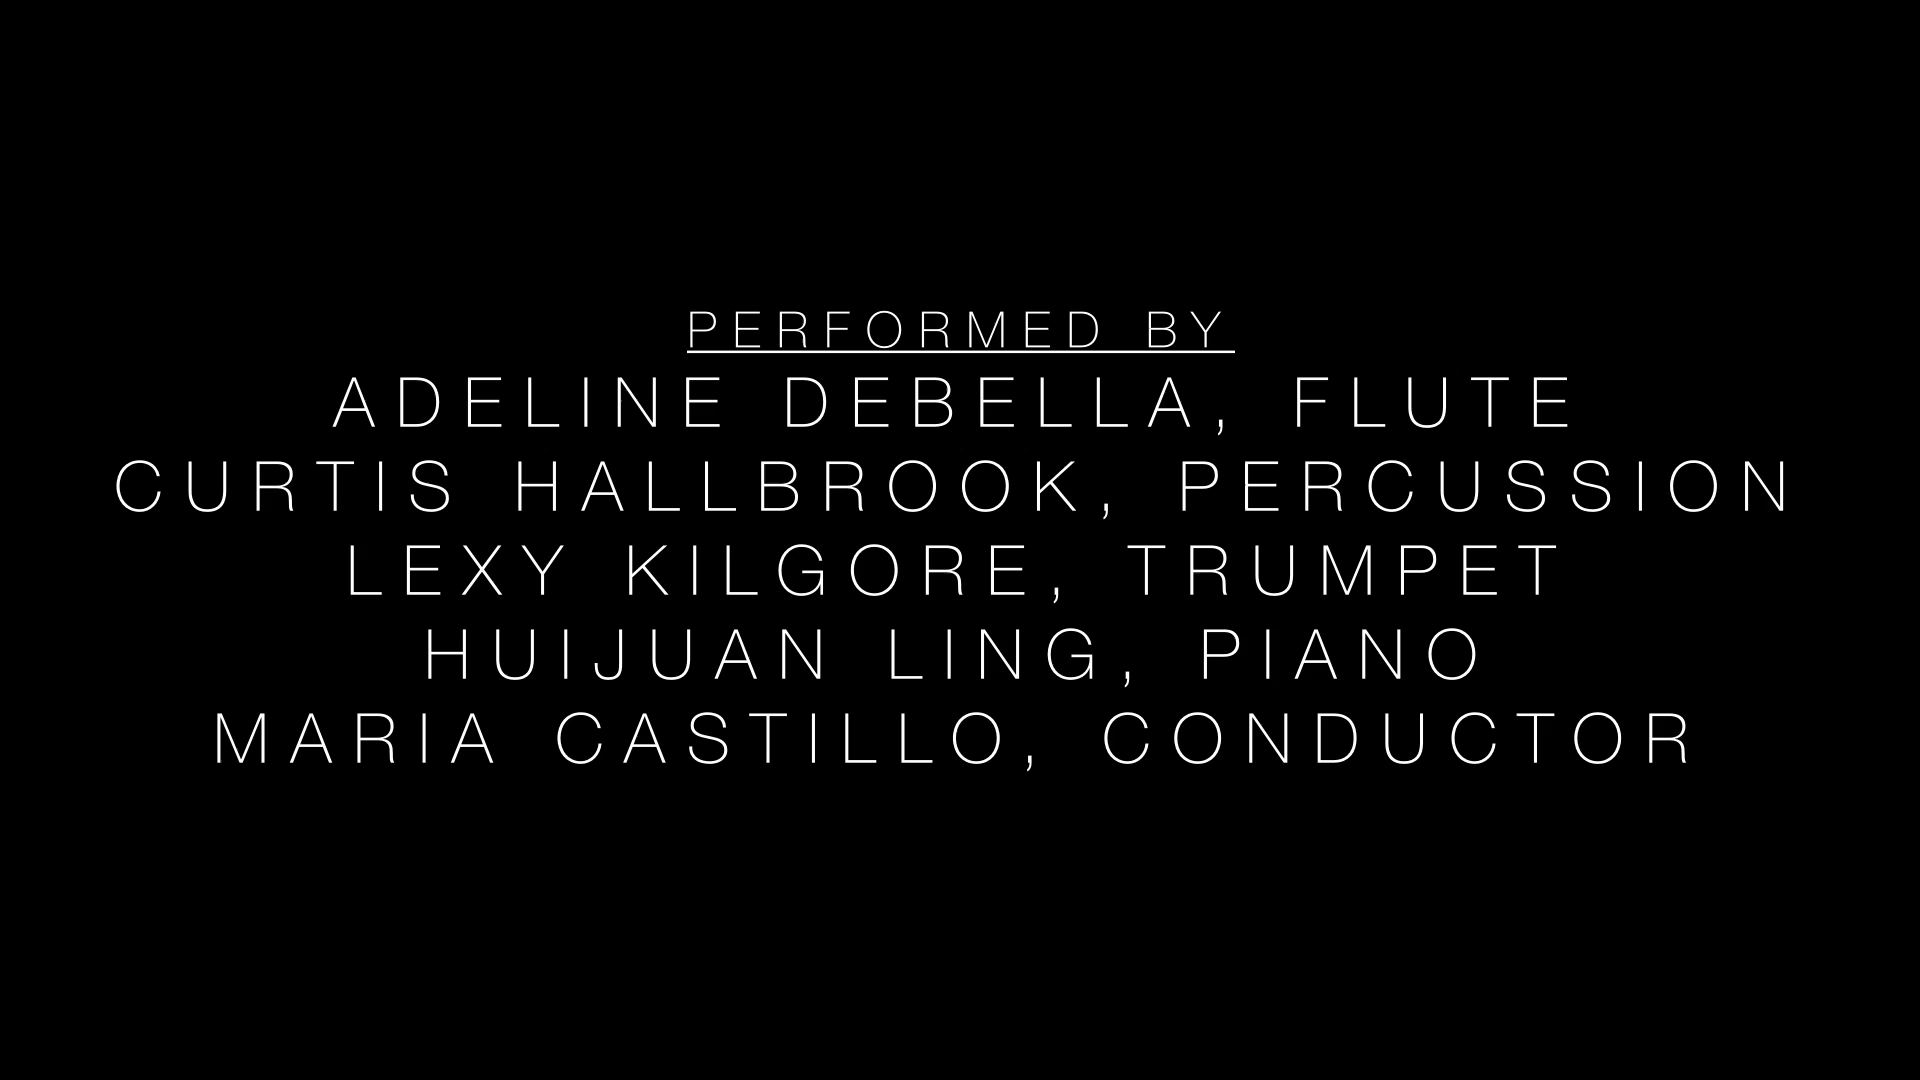 PERFORMED BY
ADELINE DEBELLA, FLUTE
CURTIS HALLBROOK, PERCUSSION
LEXY KILGORE, TRUMPET
HUIJUAN LING, PIANO
MARIA CASTILLO, CONDUCTOR